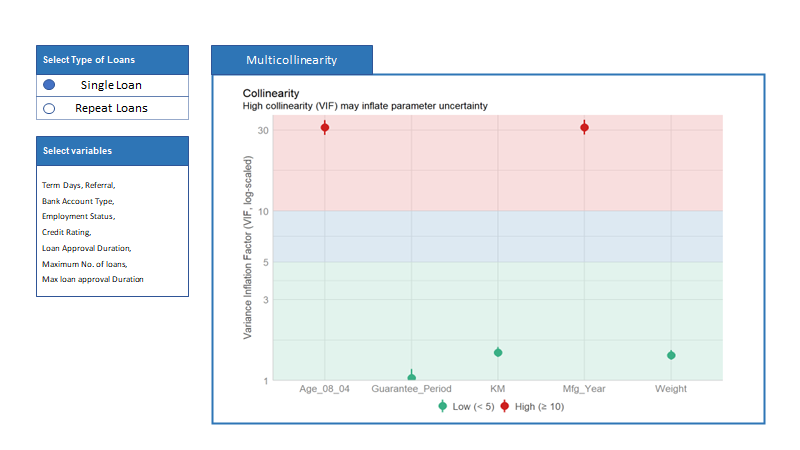 Select Type of Loans
Single Loan
Repeat Loans
Select variables
Term Days, Referral,
Bank Account Type,
Employment Status,
Credit Rating,
Loan Approval Duration,
Maximum No. of loans,
Max loan approval Duration
Multicollinearity
Collinearity
High collinearity (VIF) may inflate parameter uncertainty
Variance Inflation Factor (VIF, log-scaled)
30
10
5
3
1
Age_08_04 Guarantee_Period KM Mfg_Year Weight
Low (< 5) High (≥ 10)